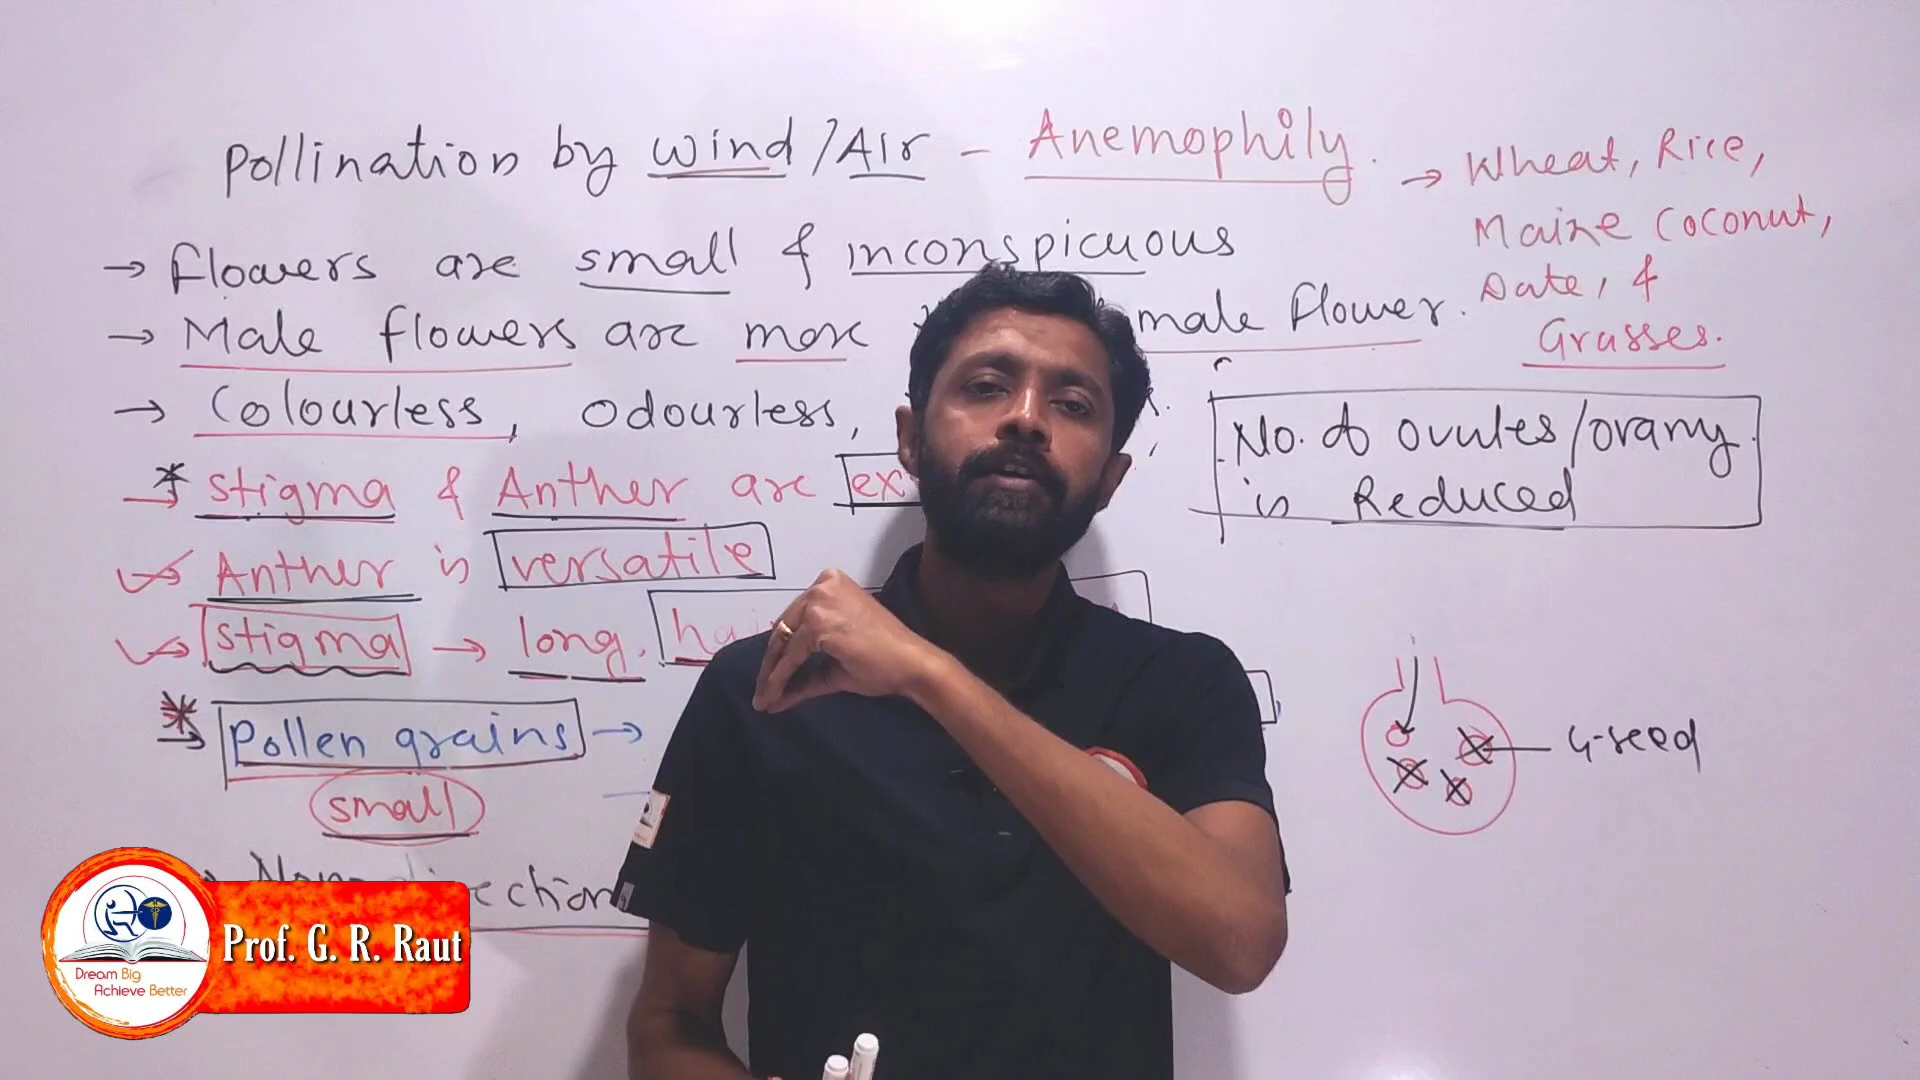 Pollination by wind / Air - Anemophily.
→ Wheat, Rice,
Maize Coconut,
Date, &
Grasses.
→ Flowers are small & inconspicuous
→ Male flowers are more male flower.
→ Colourless, Odourless,
No. of ovules/ovary
is Reduced
* stigma & Anther are ex
Anther is versatile
stigma → long.
* Pollen grains →
small
4-seed
Prof. G. R. Raut
Dream Big
Achieve Better